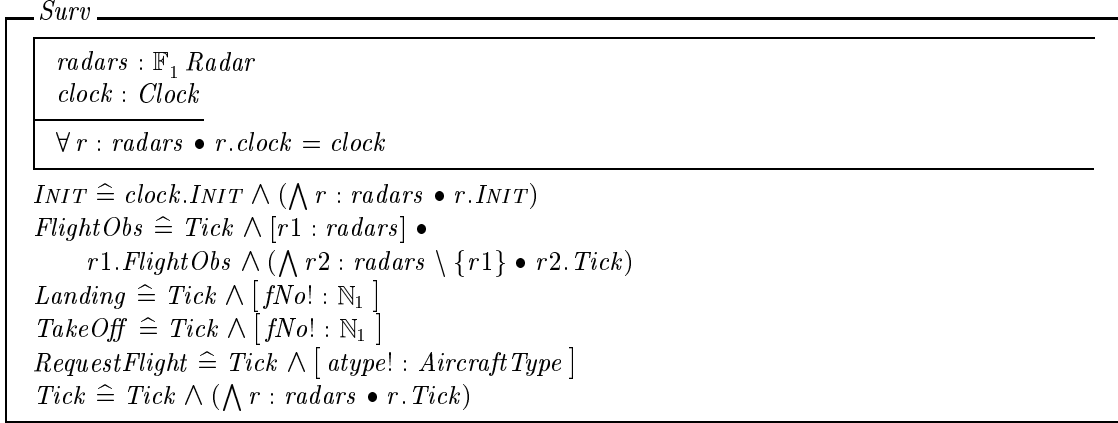 Surv
radars : 𝔽₁ Radar
clock : Clock
∀ r : radars • r.clock = clock
INIT ≙ clock.INIT ∧ (⋀ r : radars • r.INIT)
FlightObs ≙ Tick ∧ [r1 : radars] •
r1.FlightObs ∧ (⋀ r2 : radars \ {r1} • r2.Tick)
Landing ≙ Tick ∧ [ fNo! : ℕ₁ ]
TakeOff ≙ Tick ∧ [ fNo! : ℕ₁ ]
RequestFlight ≙ Tick ∧ [ atype! : AircraftType ]
Tick ≙ Tick ∧ (⋀ r : radars • r.Tick)